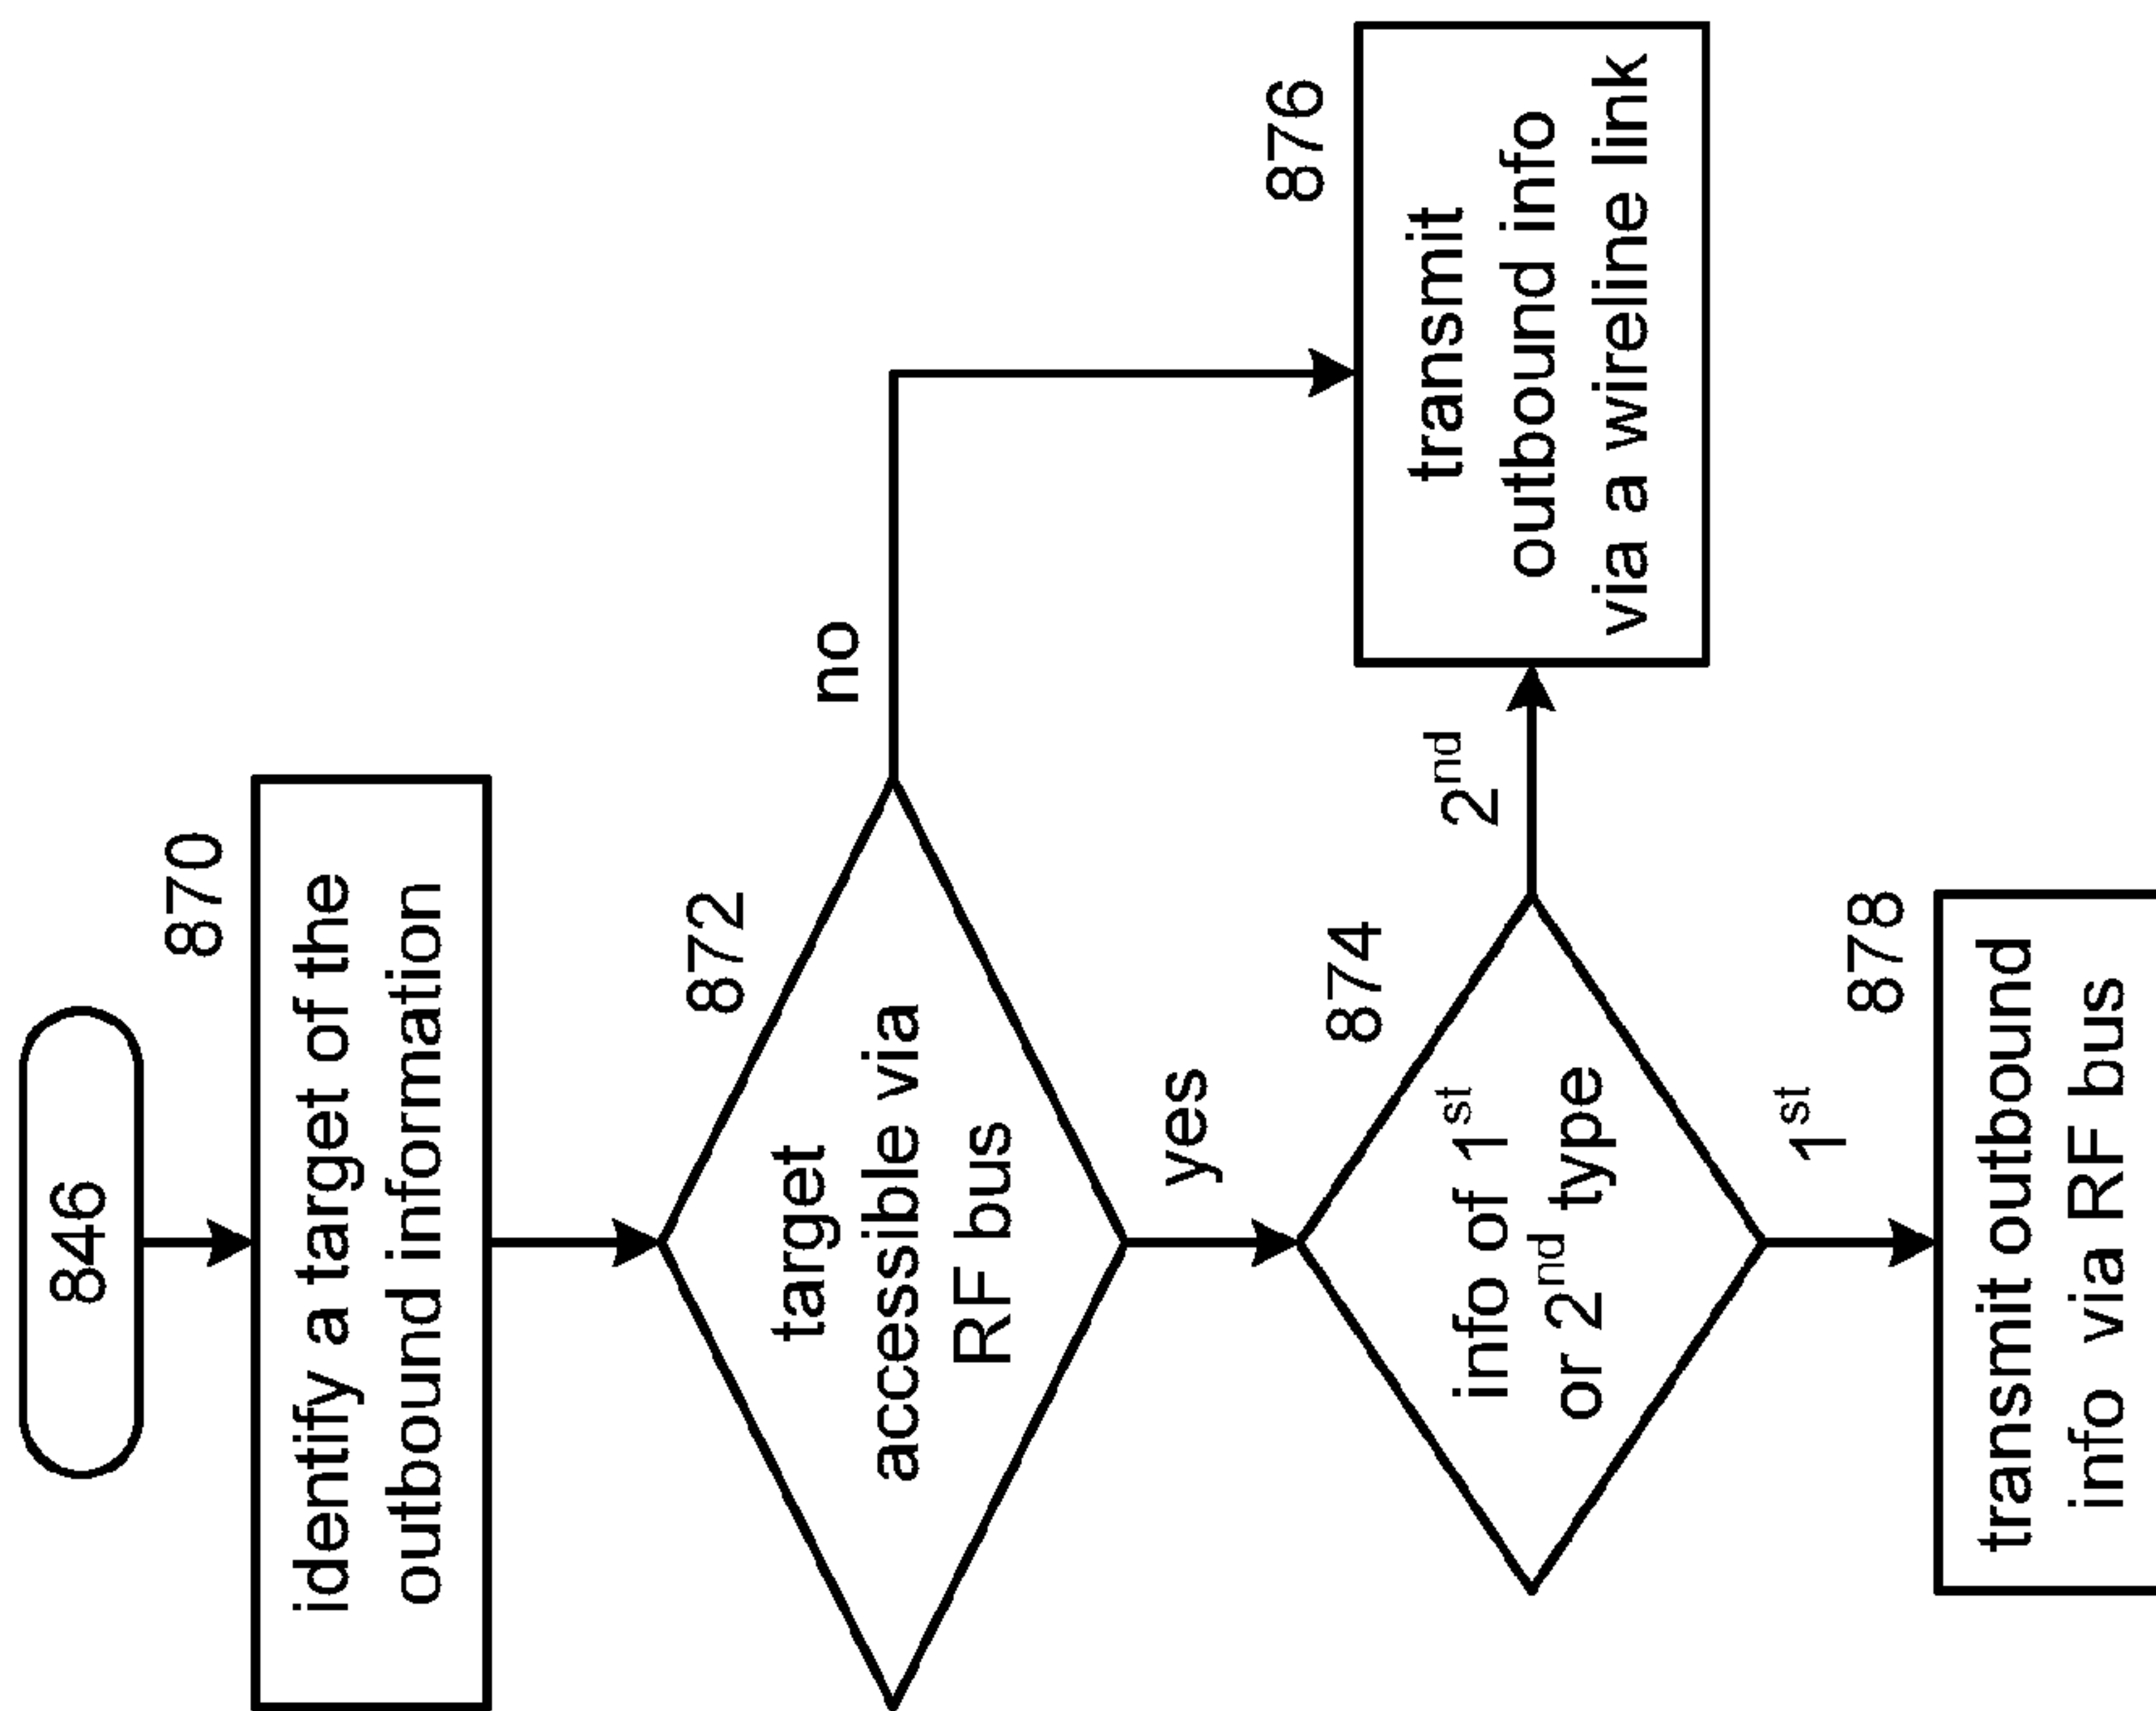 846
870
identify a target of the
outbound information
872
target
accessible via
RF bus
no
yes
874
info of 1st
or 2nd type
2nd
876
transmit
outbound info
via a wireline link
1st
878
transmit outbound
info via RF bus